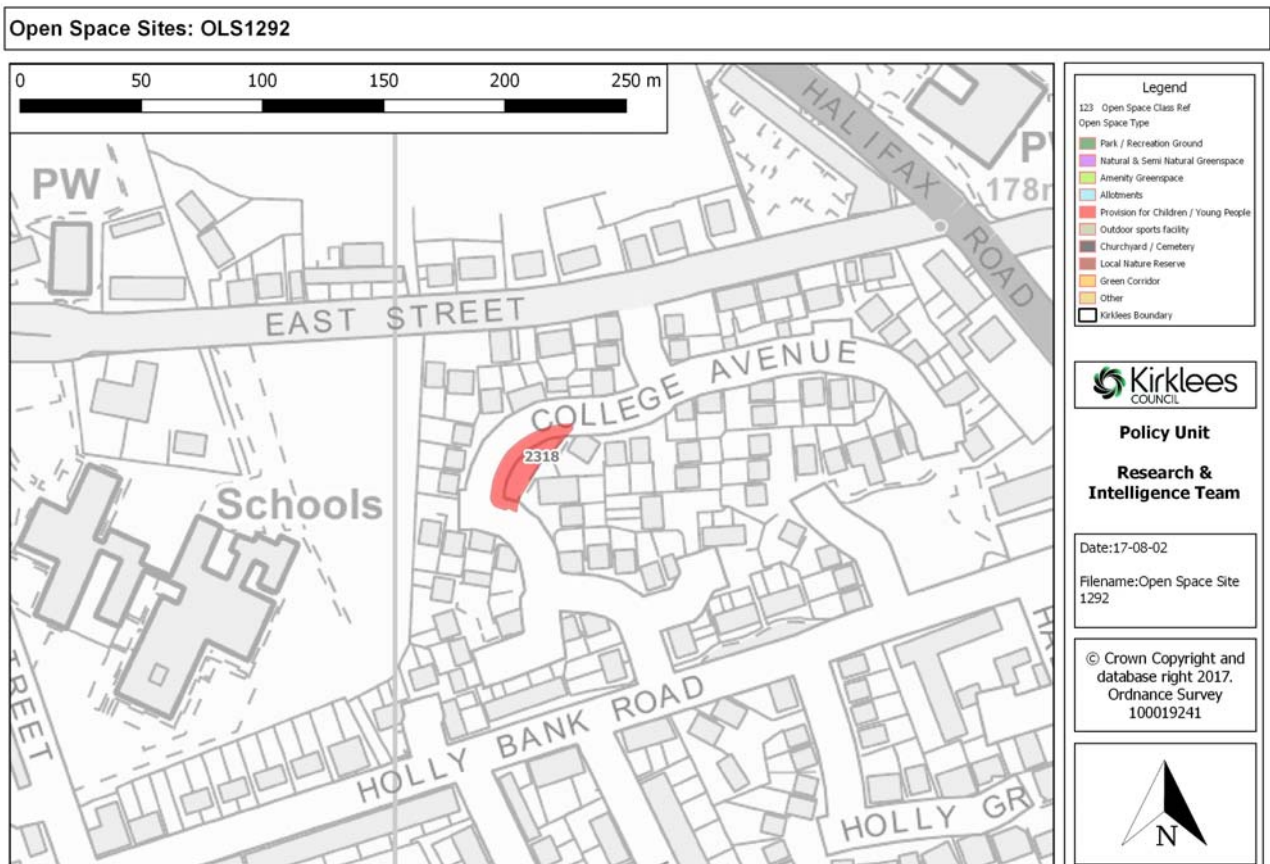 Open Space Sites: OLS1292
0 50 100 150 200 250 m
HALIFAX ROAD
PW
178m
PW
EAST STREET
COLLEGE AVENUE
2318
Schools
HOLLY BANK ROAD
HOLLY GR
STREET
Legend
123 Open Space Class Ref
Open Space Type
Park / Recreation Ground
Natural & Semi Natural Greenspace
Amenity Greenspace
Allotments
Provision for Children / Young People
Outdoor sports facility
Churchyard / Cemetery
Local Nature Reserve
Green Corridor
Other
Kirklees Boundary
Kirklees
COUNCIL
Policy Unit
Research &
Intelligence Team
Date:17-08-02
Filename:Open Space Site
1292
© Crown Copyright and
database right 2017.
Ordnance Survey
100019241
N